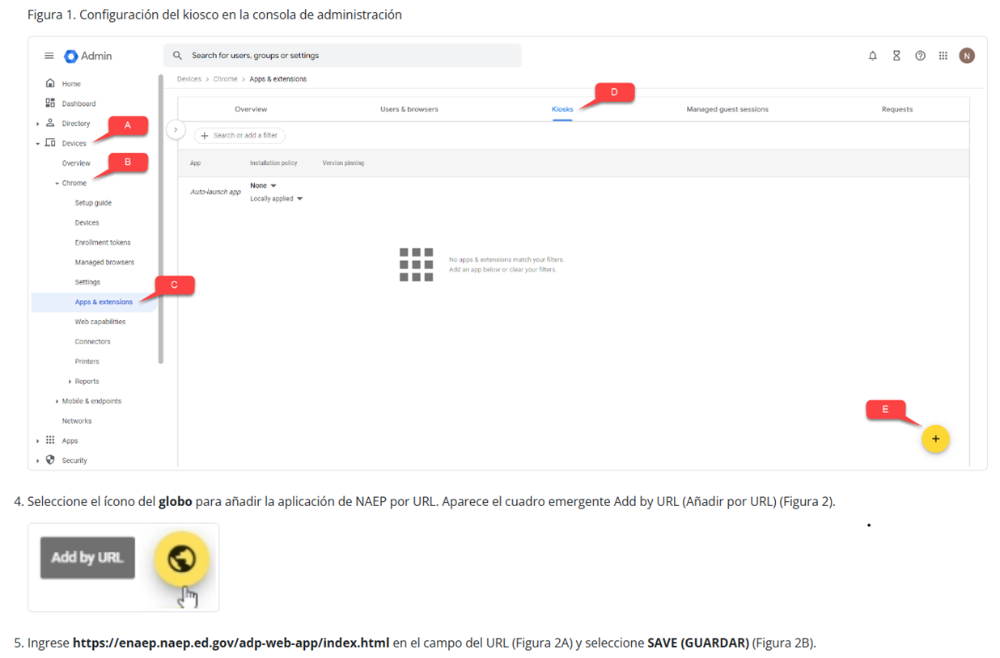 Figura 1. Configuración del kiosco en la consola de administración
Admin
Search for users, groups or settings
N
Home
Dashboard
Directory
A
Devices
B
Overview
Chrome
Setup guide
Devices
Enrollment tokens
Managed browsers
Settings
C
Apps & extensions
Web capabilities
Connectors
Printers
Reports
Mobile & endpoints
Networks
Apps
Security
Devices > Chrome > Apps & extensions
D
Overview Users & browsers Kiosks Managed guest sessions Requests
+ Search or add a filter
App Installation policy Version pinning
Auto-launch app None
Locally applied
No apps & extensions match your filters.
Add an app below or clear your filters.
E
+
4. Seleccione el ícono del globo para añadir la aplicación de NAEP por URL. Aparece el cuadro emergente Add by URL (Añadir por URL) (Figura 2).
Add by URL
5. Ingrese https://enaep.naep.ed.gov/adp-web-app/index.html en el campo del URL (Figura 2A) y seleccione SAVE (GUARDAR) (Figura 2B).